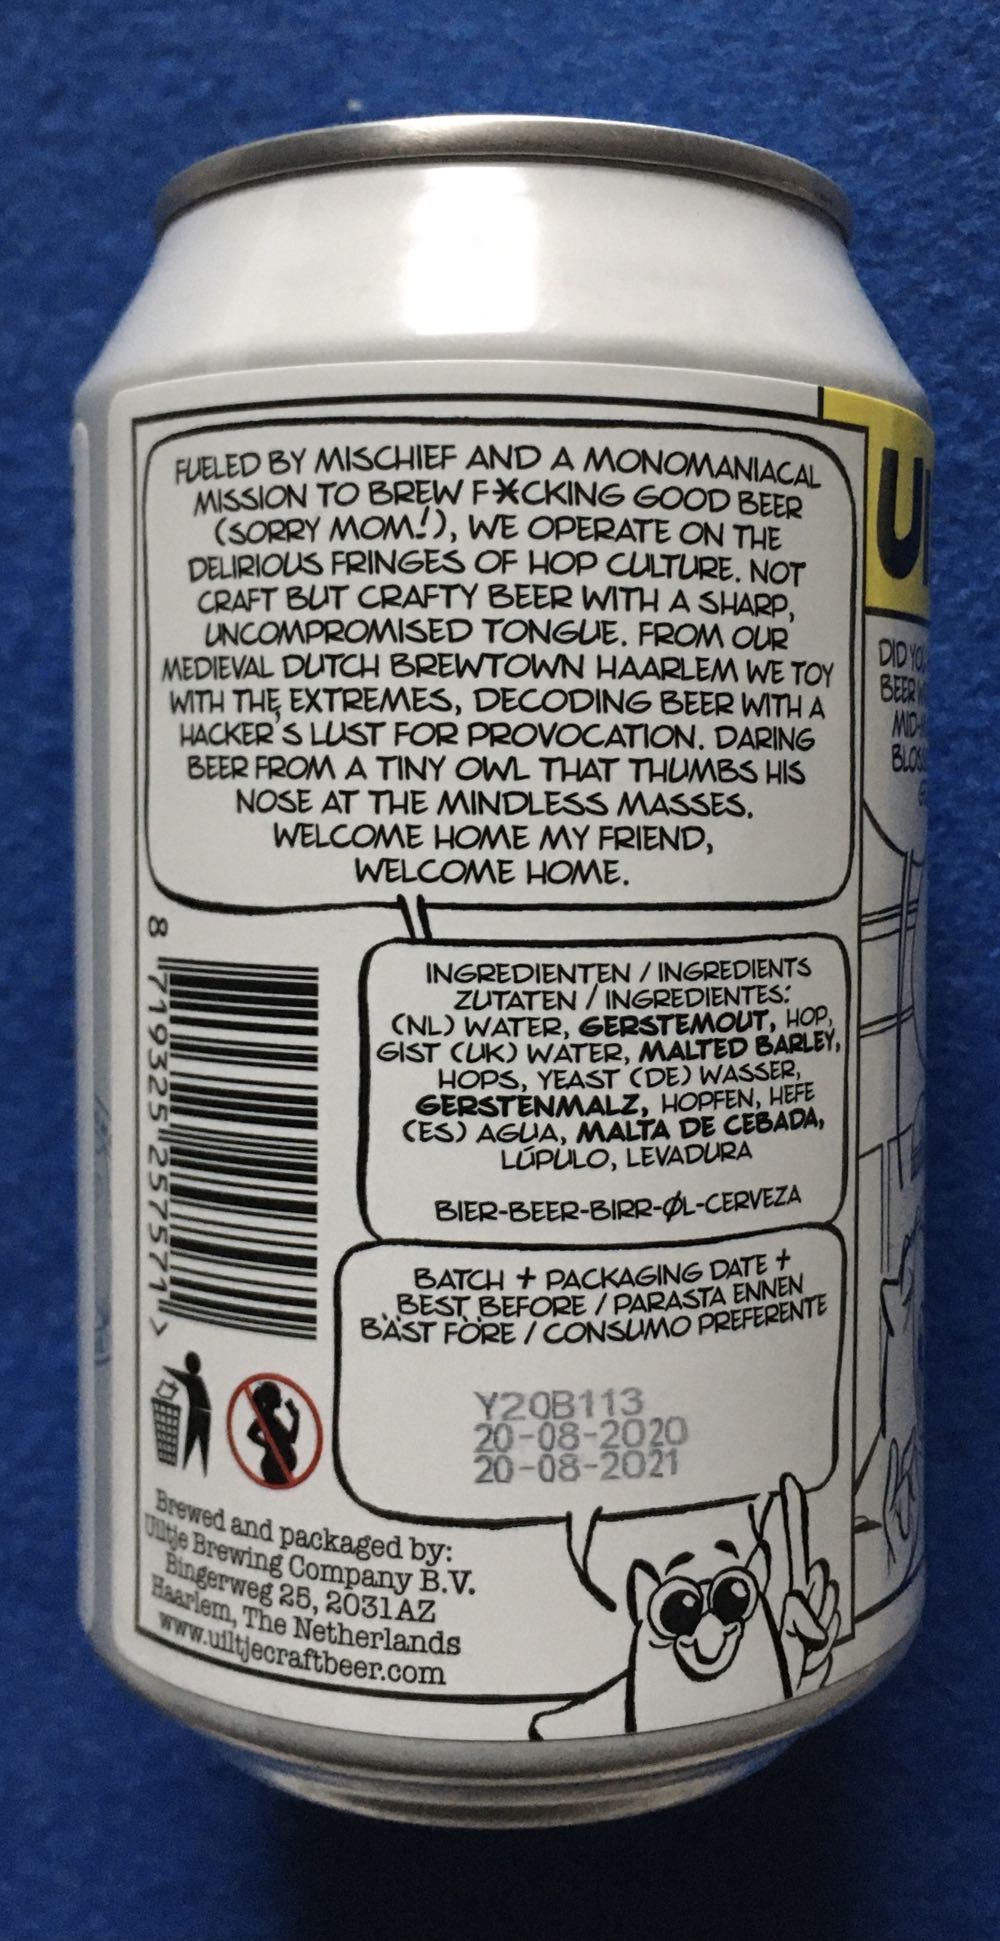 FUELED BY MISCHIEF AND A MONOMANIACAL
MISSION TO BREW F*CKING GOOD BEER
(SORRY MOM!), WE OPERATE ON THE
DELIRIOUS FRINGES OF HOP CULTURE. NOT
CRAFT BUT CRAFTY BEER WITH A SHARP,
UNCOMPROMISED TONGUE. FROM OUR
MEDIEVAL DUTCH BREWTOWN HAARLEM WE TOY
WITH THE EXTREMES, DECODING BEER WITH A
HACKER'S LUST FOR PROVOCATION. DARING
BEER FROM A TINY OWL THAT THUMBS HIS
NOSE AT THE MINDLESS MASSES.
WELCOME HOME MY FRIEND,
WELCOME HOME.
8 719325 257571 >
INGREDIENTEN / INGREDIENTS
ZUTATEN / INGREDIENTES:
(NL) WATER, GERSTEMOUT, HOP,
GIST (UK) WATER, MALTED BARLEY,
HOPS, YEAST (DE) WASSER,
GERSTENMALZ, HOPFEN, HEFE
(ES) AGUA, MALTA DE CEBADA,
LÚPULO, LEVADURA
BIER-BEER-BIRR-ØL-CERVEZA
BATCH + PACKAGING DATE +
BEST BEFORE / PARASTA ENNEN
BÄST FÖRE / CONSUMO PREFERENTE
Y20B113
20-08-2020
20-08-2021
Brewed and packaged by:
Uiltje Brewing Company B.V.
Bingerweg 25, 2031AZ
Haarlem, The Netherlands
www.uiltjecraftbeer.com
DID
BEER